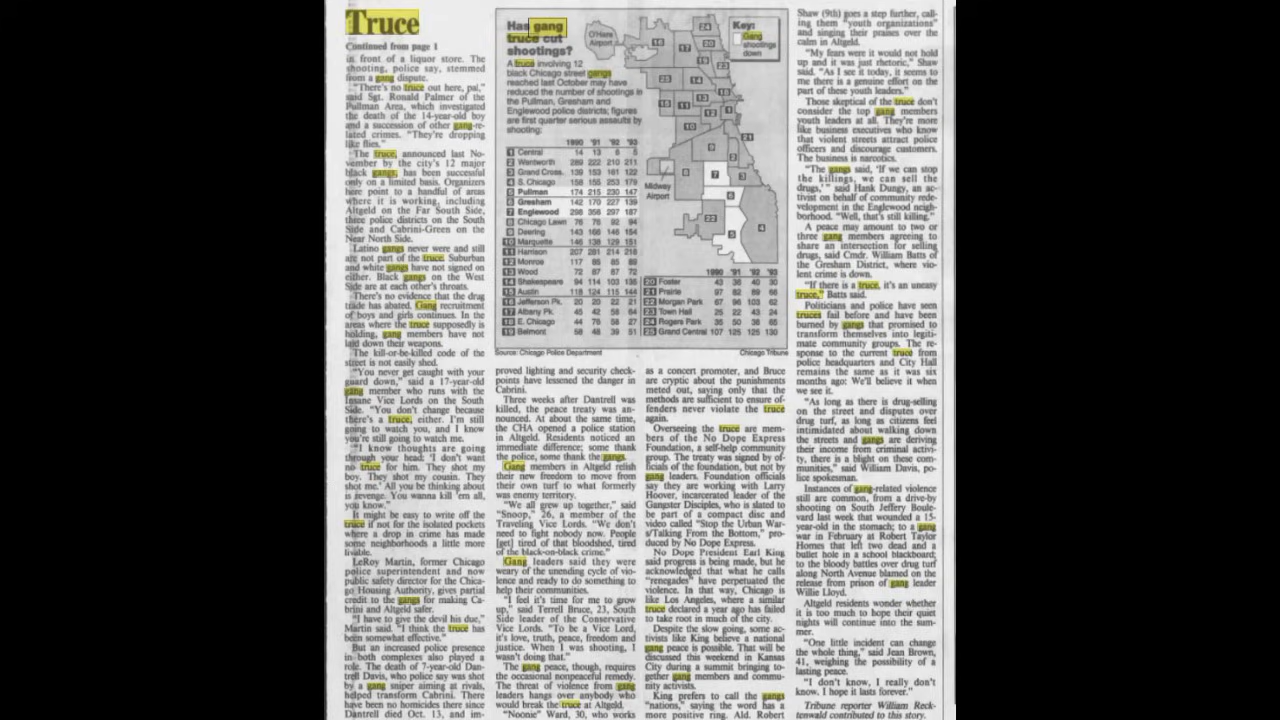 Truce
Continued from page 1
in front of a liquor store. The
shooting, police say, stemmed
from a gang dispute.
"There's no truce out here, pal,"
said Sgt. Ronald Palmer of the
Pullman Area, which investigated
the death of the 14-year-old boy
and a succession of other gang-re-
lated crimes. "They're dropping
like flies."
The truce, announced last No-
vember by the city's 12 major
black gangs, has been successful
only on a limited basis. Organizers
here point to a handful of areas
where it is working, including
Altgeld on the Far South Side,
three police districts on the South
Side and Cabrini-Green on the
Near North Side.
Latino gangs never were and still
are not part of the truce. Suburban
and white gangs have not signed on
either. Black gangs on the West
Side are at each other's throats.
There's no evidence that the drug
trade has abated. Gang recruitment
of boys and girls continues. In the
areas where the truce supposedly is
holding, gang members have not
laid down their weapons.
The kill-or-be-killed code of the
street is not easily shed.
"You never get caught with your
guard down," said a 17-year-old
gang member who runs with the
Insane Vice Lords on the South
Side. "You don't change because
there's a truce, either. I'm still
going to watch you, and I know
you're still going to watch me.
"I know thoughts are going
through your head: 'I don't want
no truce for him. They shot my
boy. They shot my cousin. They
shot me.' All you be thinking about
is revenge. You wanna kill 'em all,
you know."
It might be easy to write off the
truce if not for the isolated pockets
where a drop in crime has made
some neighborhoods a little more
livable.
LeRoy Martin, former Chicago
police superintendent and now
public safety director for the Chica-
go Housing Authority, gives partial
credit to the gangs for making Ca-
brini and Altgeld safer.
"I have to give the devil his due,"
Martin said. "I think the truce has
been somewhat effective."
But an increased police presence
in both complexes also played a
role. The death of 7-year-old Dan-
trell Davis, who police say was shot
by a gang sniper aiming at rivals,
helped transform Cabrini. There
have been no homicides there since
Dantrell died Oct. 13, and im-
Has gang
truce cut
shootings?
A truce involving 12
black Chicago street gangs
reached last October may have
reduced the number of shootings in
the Pullman, Gresham and
Englewood police districts; figures
are first quarter serious assaults by
shooting:
O'Hare
Airport
Key:
Gang
shootings
down
Midway
Airport
1990 '91 '92 '93
1 Central 14 13 6 5
2 Wentworth 289 222 210 211
3 Grand Cross. 139 153 161 122
4 S. Chicago 158 155 253 179
5 Pullman 174 215 230 147
6 Gresham 142 170 227 139
7 Englewood 298 356 297 187
8 Chicago Lawn 76 76 92 94
9 Deering 143 166 146 154
10 Marquette 146 138 129 151
11 Harrison 207 281 214 218
12 Monroe 117 85 85 89
13 Wood 72 87 87 72
14 Shakespeare 94 114 103 135
15 Austin 118 124 115 144
16 Jefferson Pk. 20 20 22 21
17 Albany Pk. 45 42 58 64
18 E. Chicago 44 76 58 27
19 Belmont 58 48 39 51
1990 '91 '92 '93
20 Foster 43 36 40 30
21 Prairie 97 82 89 66
22 Morgan Park 67 96 103 62
23 Town Hall 26 22 43 24
24 Rogers Park 36 50 38 65
25 Grand Central 107 125 125 130
Source: Chicago Police Department
Chicago Tribune
proved lighting and security check-
points have lessened the danger in
Cabrini.
Three weeks after Dantrell was
killed, the peace treaty was an-
nounced. At about the same time,
the CHA opened a police station
in Altgeld. Residents noticed an
immediate difference; some thank
the police, some thank the gangs.
Gang members in Altgeld relish
their new freedom to move from
their own turf to what formerly
was enemy territory.
"We all grew up together," said
"Snoop," 26, a member of the
Traveling Vice Lords. "We don't
need to fight nobody now. People
[get] tired of that bloodshed, tired
of the black-on-black crime."
Gang leaders said they were
weary of the unending cycle of vio-
lence and ready to do something to
help their communities.
"I feel it's time for me to grow
up," said Terrell Bruce, 23, South
Side leader of the Conservative
Vice Lords. "To be a Vice Lord,
it's love, truth, peace, freedom and
justice. When I was shooting, I
wasn't doing that."
The gang peace, though, requires
the occasional nonpeaceful remedy.
The threat of violence from gang
leaders hangs over anybody who
would break the truce at Altgeld.
"Noonie" Ward, 30, who works
as a concert promoter, and Bruce
are cryptic about the punishments
meted out, saying only that the
methods are sufficient to ensure of-
fenders never violate the truce
again.
Overseeing the truce are mem-
bers of the No Dope Express
Foundation, a self-help community
group. The treaty was signed by of-
ficials of the foundation, but not by
gang leaders. Foundation officials
say they are working with Larry
Hoover, incarcerated leader of the
Gangster Disciples, who is slated to
be part of a compact disc and
video called "Stop the Urban War-
s/Talking From the Bottom," pro-
duced by No Dope Express.
No Dope President Earl King
said progress is being made, but he
acknowledged that what he calls
"renegades" have perpetuated the
violence. In that way, Chicago is
like Los Angeles, where a similar
truce declared a year ago has failed
to take root in much of the city.
Despite the slow going, some ac-
tivists like King believe a national
gang peace is possible. That will be
discussed this weekend in Kansas
City during a summit bringing to-
gether gang members and commu-
nity activists.
King prefers to call the gangs
"nations," saying the word has a
more positive ring. Ald. Robert
Shaw (9th) goes a step further, call-
ing them "youth organizations"
and singing their praises over the
calm in Altgeld.
"My fears were it would not hold
up and it was just rhetoric," Shaw
said. "As I see it today, it seems to
me there is a genuine effort on the
part of these youth leaders."
Those skeptical of the truce don't
consider the top gang members
youth leaders at all. They're more
like business executives who know
that violent streets attract police
officers and discourage customers.
The business is narcotics.
"The gangs said, 'If we can stop
the killings, we can sell the
drugs,' " said Hank Dungy, an ac-
tivist on behalf of community rede-
velopment in the Englewood neigh-
borhood. "Well, that's still killing."
A peace may amount to two or
three gang members agreeing to
share an intersection for selling
drugs, said Cmdr. William Batts of
the Gresham District, where vio-
lent crime is down.
"If there is a truce, it's an uneasy
truce," Batts said.
Politicians and police have seen
truces fail before and have been
burned by gangs that promised to
transform themselves into legiti-
mate community groups. The re-
sponse to the current truce from
police headquarters and City Hall
remains the same as it was six
months ago: We'll believe it when
we see it.
"As long as there is drug-selling
on the street and disputes over
drug turf, as long as citizens feel
intimidated about walking down
the streets and gangs are deriving
their income from criminal activi-
ty, there is a blight on these com-
munities," said William Davis, po-
lice spokesman.
Instances of gang-related violence
still are common, from a drive-by
shooting on South Jeffery Boule-
vard last week that wounded a 15-
year-old in the stomach; to a gang
war in February at Robert Taylor
Homes that left two dead and a
bullet hole in a school blackboard;
to the bloody battles over drug turf
along North Avenue blamed on the
release from prison of gang leader
Willie Lloyd.
Altgeld residents wonder whether
it is too much to hope their quiet
nights will continue into the sum-
mer.
"One little incident can change
the whole thing," said Jean Brown,
41, weighing the possibility of a
lasting peace.
"I don't know, I really don't
know. I hope it lasts forever."
Tribune reporter William Reck-
tenwald contributed to this story.